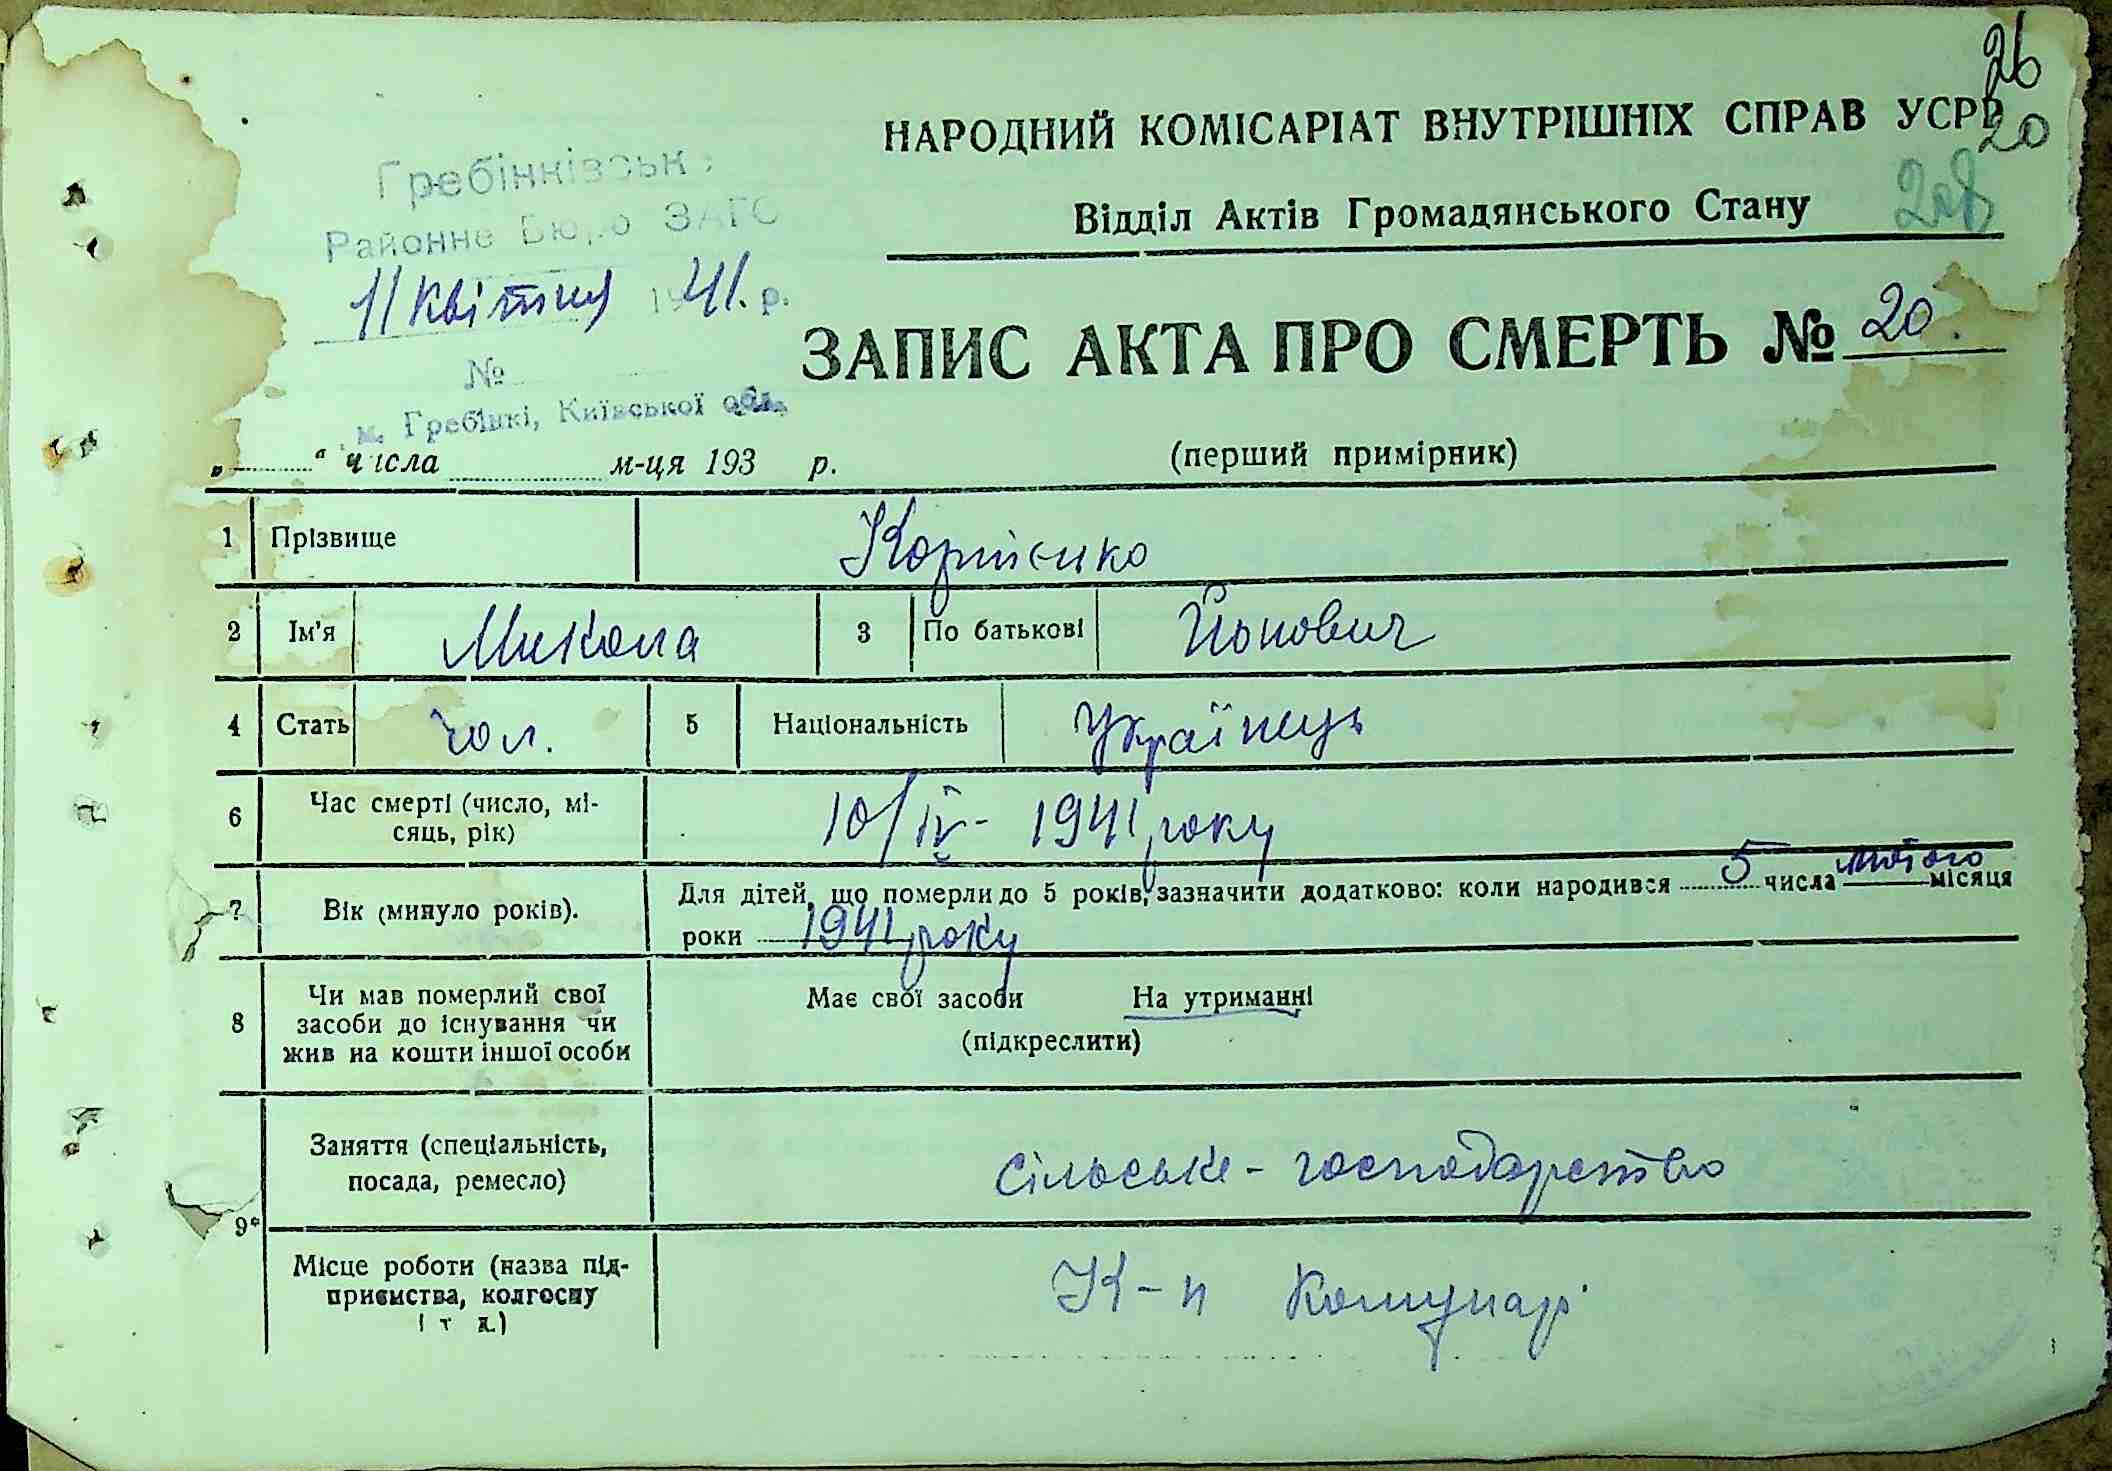 26
НАРОДНИЙ КОМІСАРІАТ ВНУТРІШНІХ СПРАВ УСРР
20
Відділ Актів Громадянського Стану
208
Гребінківськ
Районне Бюро ЗАГС
11 квітня 1941. р.
№
м. Гребінкі, Київської обл.
ЗАПИС АКТА ПРО СМЕРТЬ № 20.
„ “ числа м-ця 193 р.
(перший примірник)
1 Прізвище Корнієнко
2 Ім'я Микола 3 По батькові Йонович
4 Стать чол. 5 Національність Українець
6 Час смерті (число, мі-
сяць, рік)
10/IV - 1941 року
7 Вік (минуло років).
Для дітей, що померли до 5 років, зазначити додатково: коли народився 5 числа лютого місяця
роки 1941 року
8 Чи мав померлий свої
засоби до існування чи
жив на кошти іншої особи
Має свої засоби На утриманні
(підкреслити)
9*
Заняття (спеціальність,
посада, ремесло)
сільське - господарство
Місце роботи (назва під-
приємства, колгоспу
і т д.)
К-п Комунар